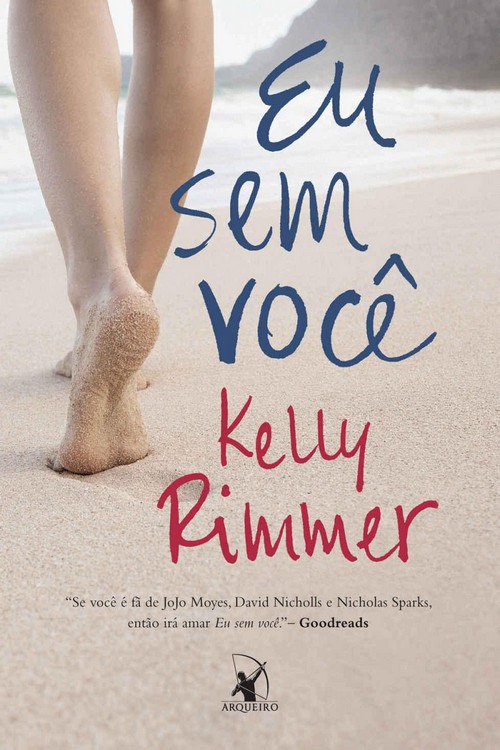 Eu
sem
você
Kelly
Rimmer
“Se você é fã de JoJo Moyes, David Nicholls e Nicholas Sparks,
então irá amar Eu sem você.”– Goodreads
ARQUEIRO